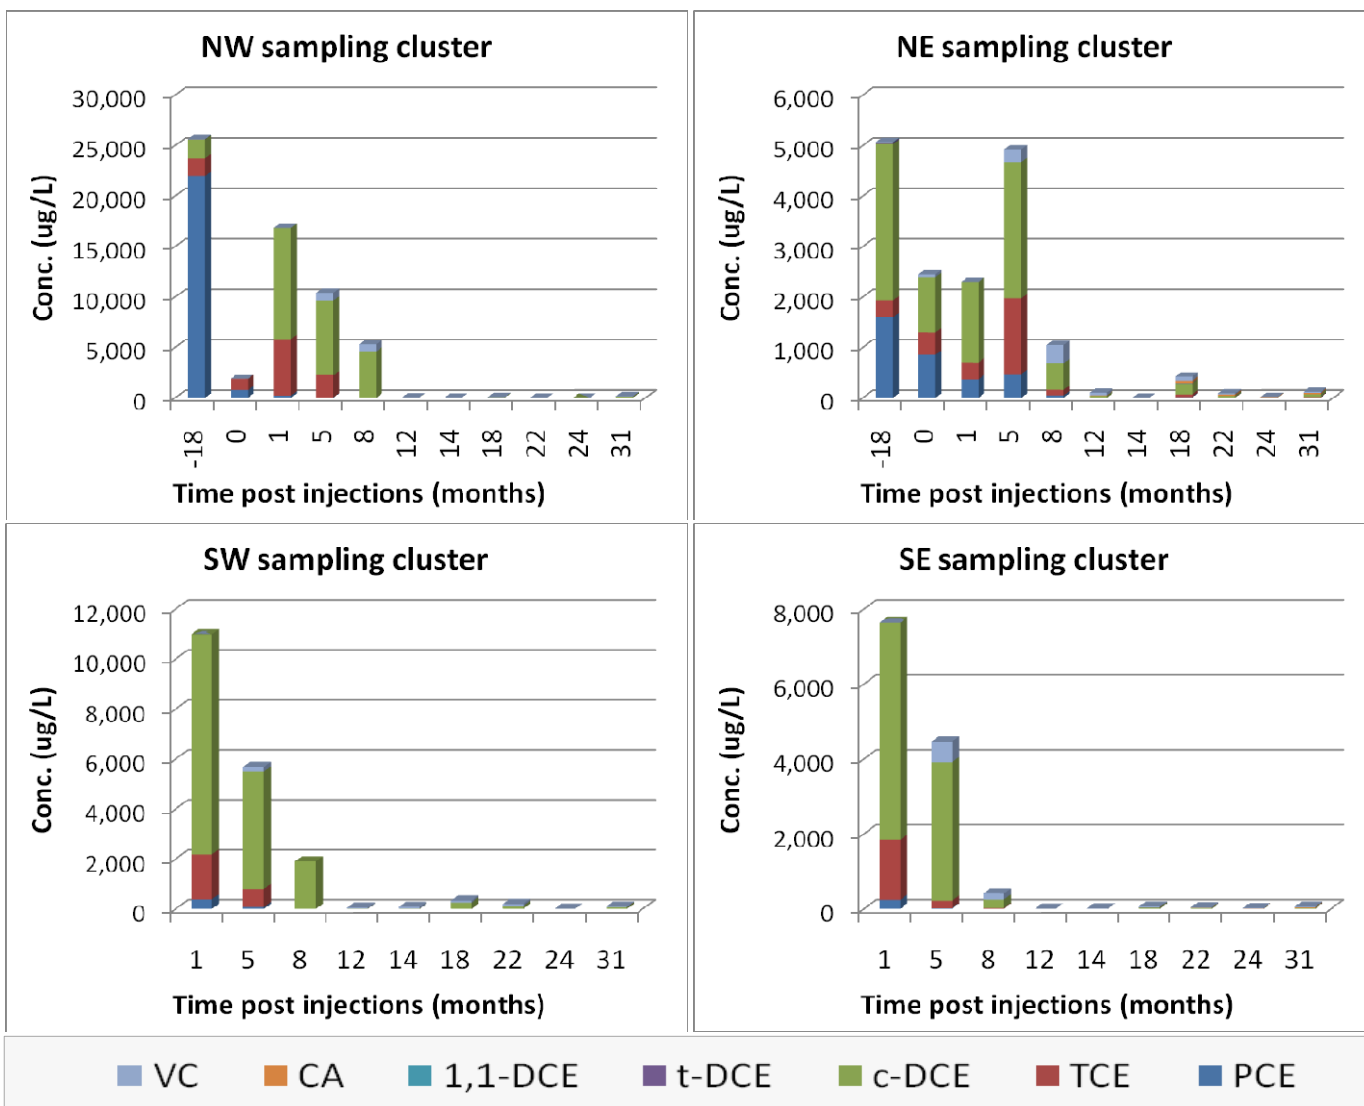 NW sampling cluster
Conc. (ug/L)
30,000
25,000
20,000
15,000
10,000
5,000
0
-18 0 1 5 8 12 14 18 22 24 31
Time post injections (months)
NE sampling cluster
Conc. (ug/L)
6,000
5,000
4,000
3,000
2,000
1,000
0
-18 0 1 5 8 12 14 18 22 24 31
Time post injections (months)
SW sampling cluster
Conc. (ug/L)
12,000
10,000
8,000
6,000
4,000
2,000
0
1 5 8 12 14 18 22 24 31
Time post injections (months)
SE sampling cluster
Conc. (ug/L)
8,000
6,000
4,000
2,000
0
1 5 8 12 14 18 22 24 31
Time post injections (months)
VC CA 1,1-DCE t-DCE c-DCE TCE PCE